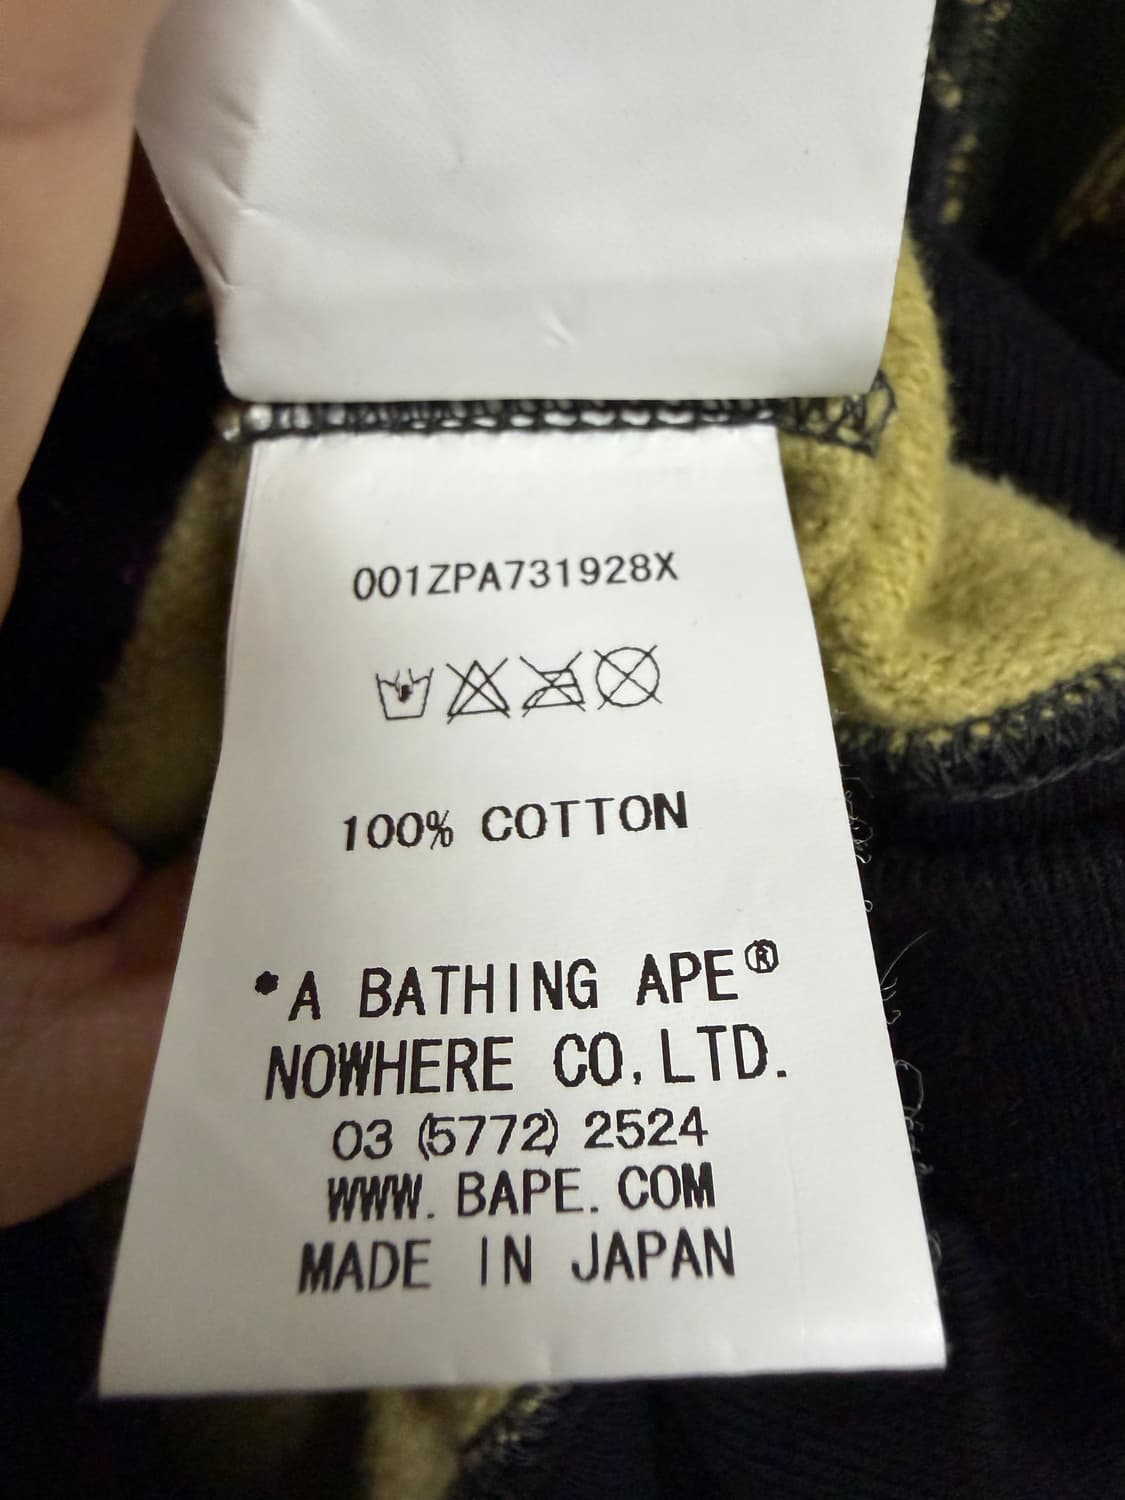 001ZPA731928X
100% COTTON
*A BATHING APE®
NOWHERE CO,LTD.
03 (5772) 2524
WWW. BAPE. COM
MADE IN JAPAN